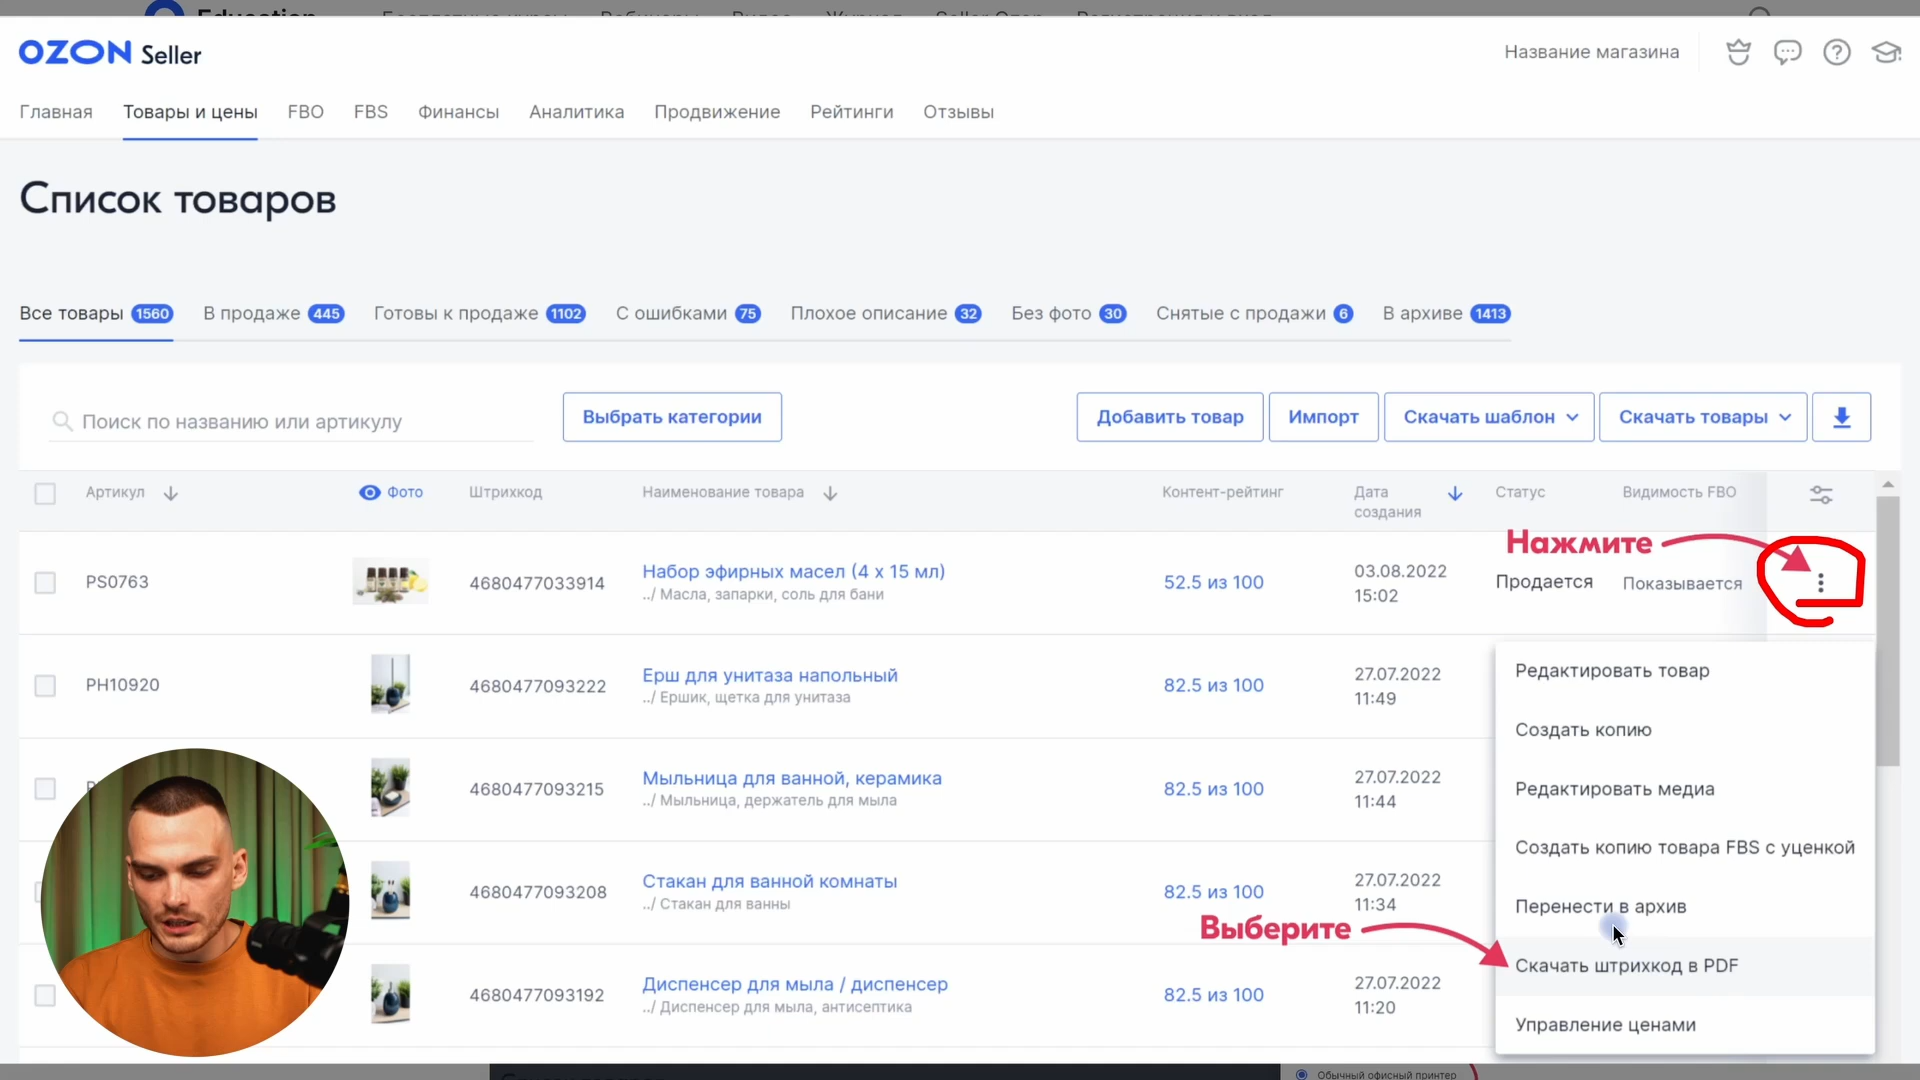 OZON Seller
Название магазина
Главная Товары и цены FBO FBS Финансы Аналитика Продвижение Рейтинги Отзывы
Список товаров
Все товары 1560 В продаже 445 Готовы к продаже 1102 С ошибками 75 Плохое описание 32 Без фото 30 Снятые с продажи 6 В архиве 1413
Поиск по названию или артикулу
Выбрать категории
Добавить товар
Импорт
Скачать шаблон
Скачать товары
Артикул Фото Штрихкод Наименование товара Контент-рейтинг Дата создания Статус Видимость FBO
Нажмите
PS0763 4680477033914 Набор эфирных масел (4 x 15 мл) 52.5 из 100 03.08.2022 Продается Показывается
../ Масла, запарки, соль для бани 15:02
PH10920 4680477093222 Ерш для унитаза напольный 82.5 из 100 27.07.2022
../ Ершик, щетка для унитаза 11:49
4680477093215 Мыльница для ванной, керамика 82.5 из 100 27.07.2022
../ Мыльница, держатель для мыла 11:44
4680477093208 Стакан для ванной комнаты 82.5 из 100 27.07.2022
../ Стакан для ванны 11:34
4680477093192 Диспенсер для мыла / диспенсер 82.5 из 100 27.07.2022
../ Диспенсер для мыла, антисептика 11:20
Редактировать товар
Создать копию
Редактировать медиа
Создать копию товара FBS с уценкой
Перенести в архив
Выберите
Скачать штрихкод в PDF
Управление ценами
Обычный офисный принтер